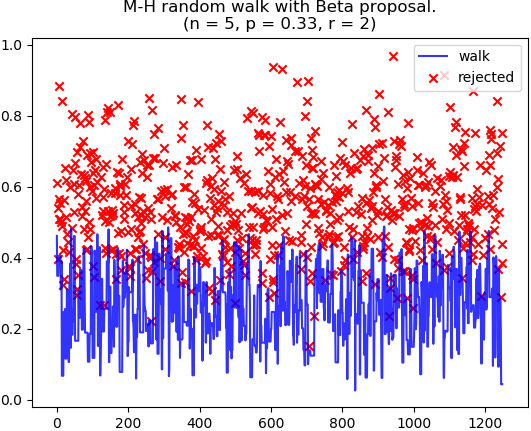 M-H random walk with Beta proposal.
(n = 5, p = 0.33, r = 2)
walk
rejected
1.0
0.8
0.6
0.4
0.2
0.0
0 200 400 600 800 1000 1200